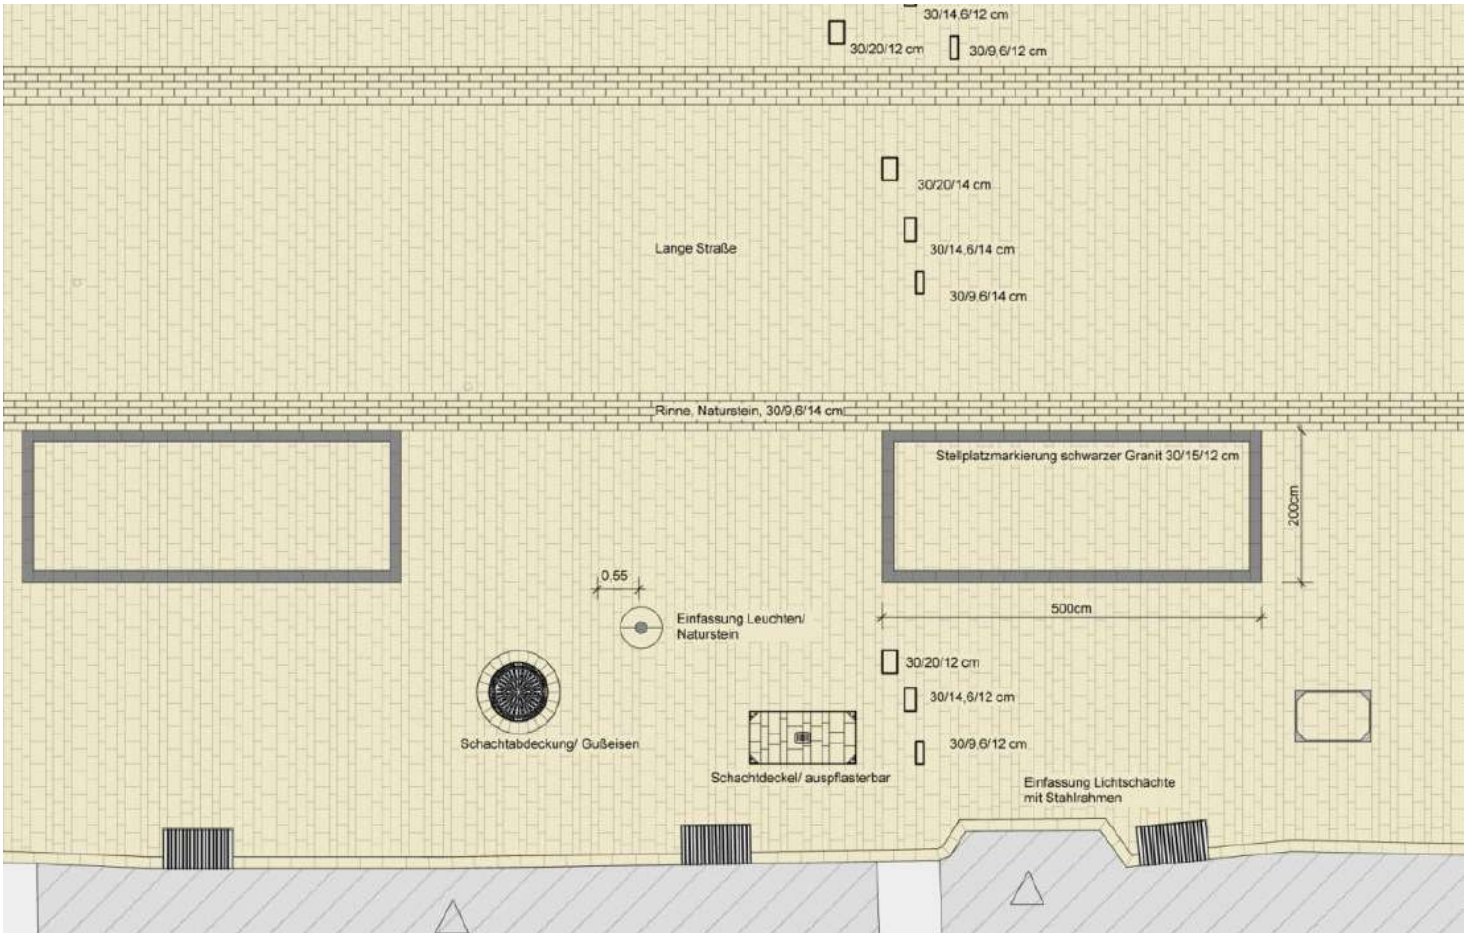 30/14,6/12 cm
30/20/12 cm
30/9,6/12 cm
30/20/14 cm
Lange Straße
30/14,6/14 cm
30/9,6/14 cm
Rinne, Naturstein, 30/9,6/14 cm
Stellplatzmarkierung schwarzer Granit 30/15/12 cm
200cm
0.55
500cm
Einfassung Leuchten/
Naturstein
30/20/12 cm
30/14,6/12 cm
Schachtabdeckung/ Gußeisen
30/9,6/12 cm
Schachtdeckel/ auspflasterbar
Einfassung Lichtschächte
mit Stahlrahmen